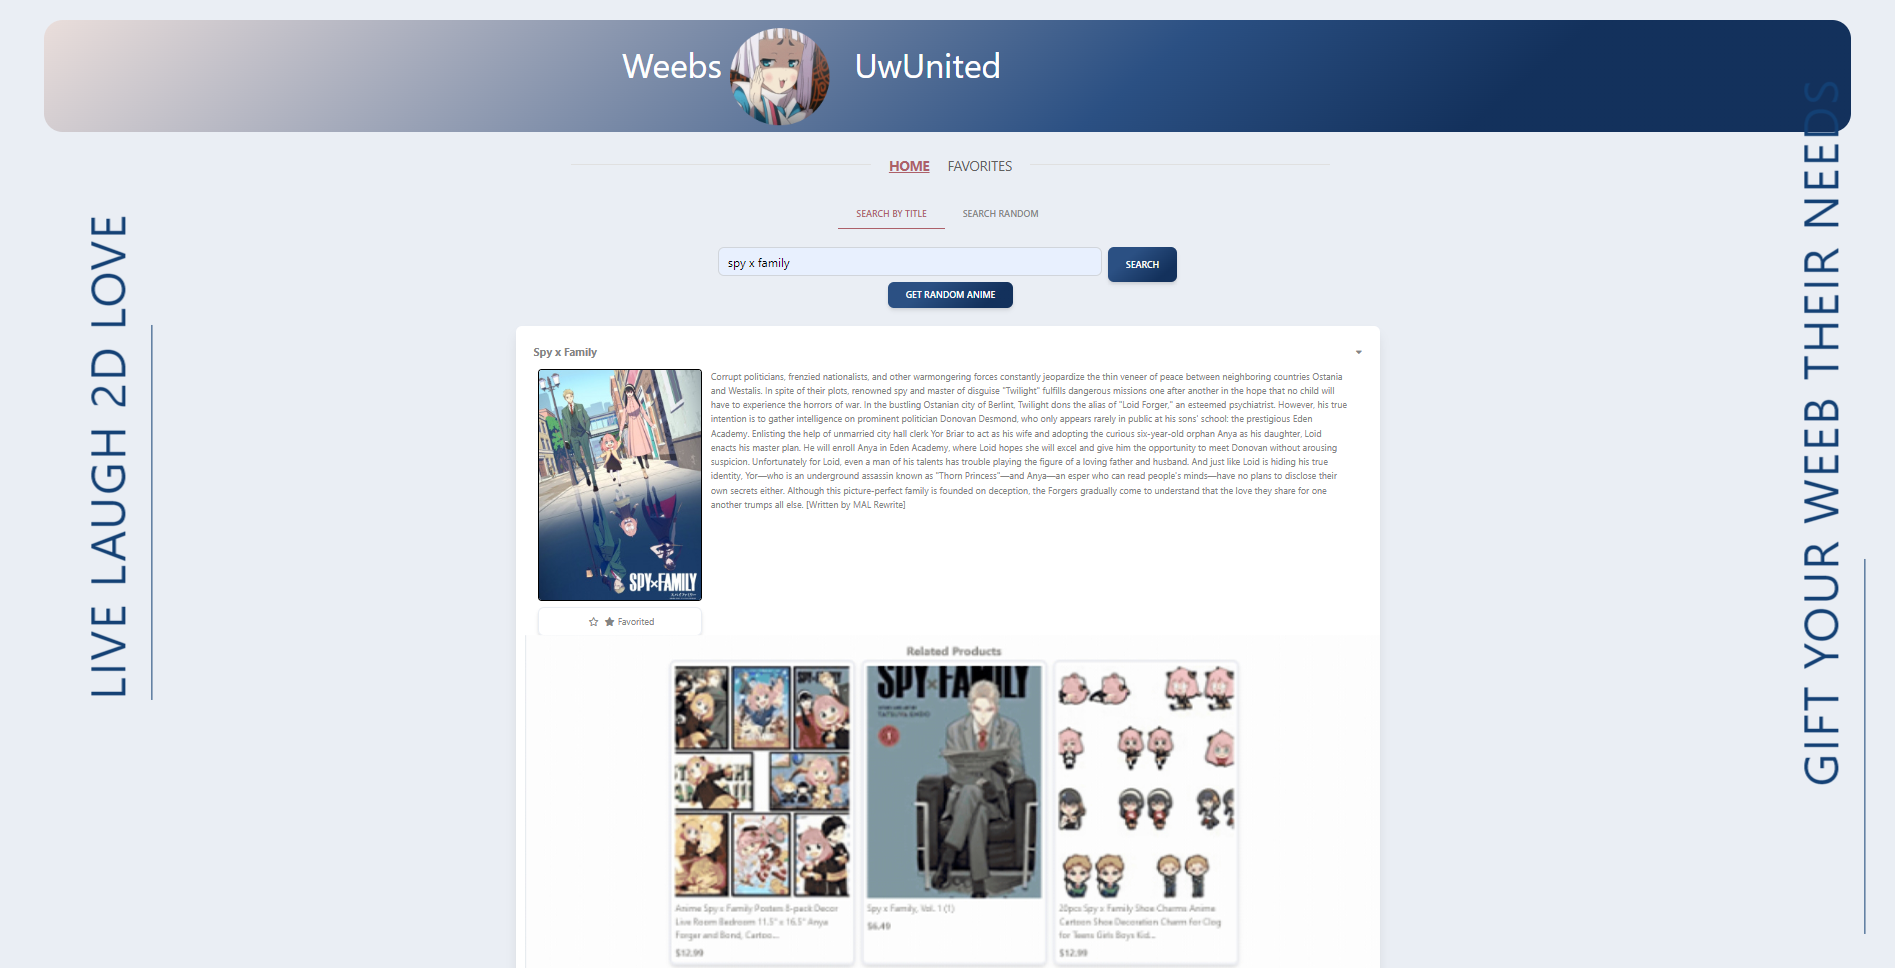 Weebs UwUnited
HOME FAVORITES
SEARCH BY TITLE SEARCH RANDOM
spy x family SEARCH
GET RANDOM ANIME
LIVE LAUGH 2D LOVE
GIFT YOUR WEEB THEIR NEEDS
Spy x Family
Corrupt politicians, frenzied nationalists, and other warmongering forces constantly jeopardize the thin veneer of peace between neighboring countries Ostania
and Westalis. In spite of their plots, renowned spy and master of disguise "Twilight" fulfills dangerous missions one after another in the hope that no child will
have to experience the horrors of war. In the bustling Ostanian city of Berlint, Twilight dons the alias of "Loid Forger," an esteemed psychiatrist. However, his true
intention is to gather intelligence on prominent politician Donovan Desmond, who only appears rarely in public at his sons' school: the prestigious Eden
Academy. Enlisting the help of unmarried city hall clerk Yor Briar to act as his wife and adopting the curious six-year-old orphan Anya as his daughter, Loid
enacts his master plan. He will enroll Anya in Eden Academy, where Loid hopes she will excel and give him the opportunity to meet Donovan without arousing
suspicion. Unfortunately for Loid, even a man of his talents has trouble playing the figure of a loving father and husband. And just like Loid is hiding his true
identity, Yor—who is an underground assassin known as "Thorn Princess"—and Anya—an esper who can read people's minds—have no plans to disclose their
own secrets either. Although this picture-perfect family is founded on deception, the Forgers gradually come to understand that the love they share for one
another trumps all else. [Written by MAL Rewrite]
SPY×FAMILY
Favorited
Related Products
SPY×FAMILY
TATSUYA ENDO
1
Anime Spy x Family Posters 8-pack Decor
Live Room Bedroom 11.5" x 16.5" Anya
Forger and Bond, Cartoo...
$12.99
Spy x Family, Vol. 1 (1)
$6.49
20pcs Spy x Family Shoe Charms Anime
Cartoon Shoe Decoration Charm for Clog
for Teens Girls Boys Kid...
$12.99